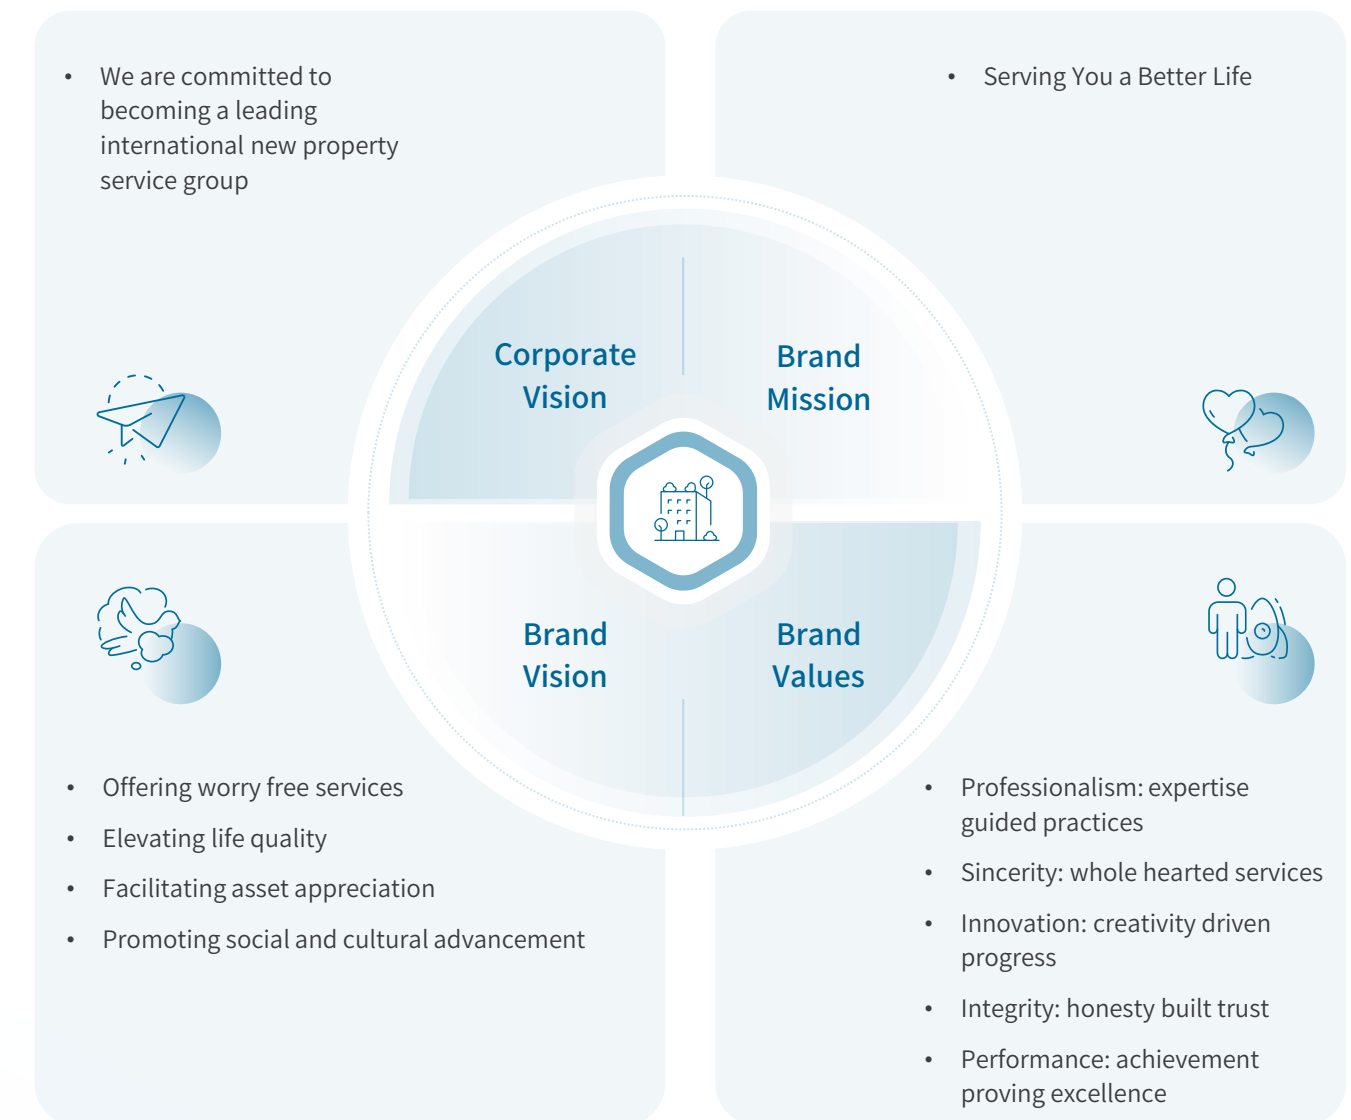 • We are committed to
becoming a leading
international new property
service group
• Serving You a Better Life
Corporate
Vision
Brand
Mission
Brand
Vision
Brand
Values
• Offering worry free services
• Elevating life quality
• Facilitating asset appreciation
• Promoting social and cultural advancement
• Professionalism: expertise
guided practices
• Sincerity: whole hearted services
• Innovation: creativity driven
progress
• Integrity: honesty built trust
• Performance: achievement
proving excellence